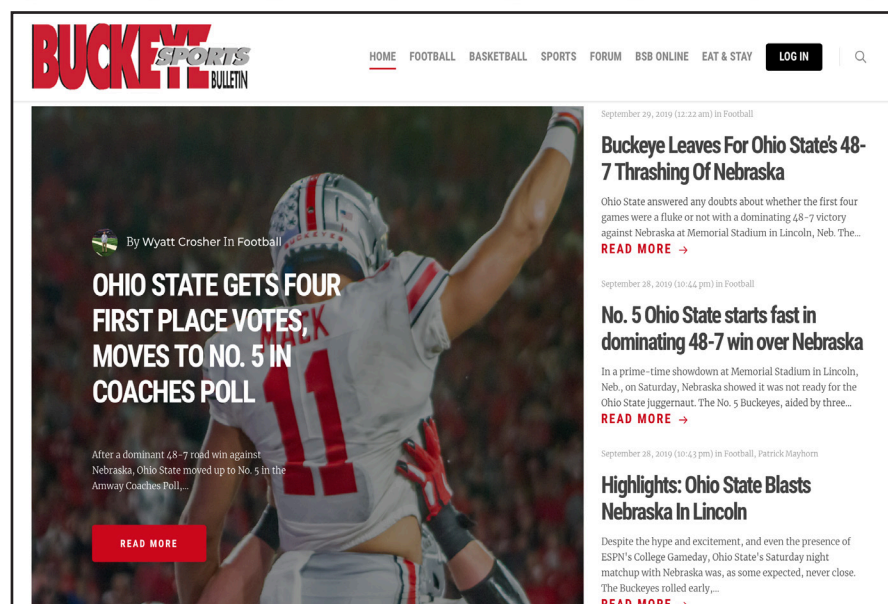 BUCKEYE
SPORTS
BULLETIN
HOME FOOTBALL BASKETBALL SPORTS FORUM BSB ONLINE EAT & STAY LOG IN
By Wyatt Crosher In Football
OHIO STATE GETS FOUR
FIRST PLACE VOTES,
MOVES TO NO. 5 IN
COACHES POLL
After a dominant 48-7 road win against
Nebraska, Ohio State moved up to No. 5 in the
Amway Coaches Poll,...
READ MORE
BUCKEYES
MACK
11
September 29, 2019 (12:22 am) in Football
Buckeye Leaves For Ohio State's 48-
7 Thrashing Of Nebraska
Ohio State answered any doubts about whether the first four
games were a fluke or not with a dominating 48-7 victory
against Nebraska at Memorial Stadium in Lincoln, Neb. The...
READ MORE →
September 28, 2019 (10:44 pm) in Football
No. 5 Ohio State starts fast in
dominating 48-7 win over Nebraska
In a prime-time showdown at Memorial Stadium in Lincoln,
Neb., on Saturday, Nebraska showed it was not ready for the
Ohio State juggernaut. The No. 5 Buckeyes, aided by three...
READ MORE →
September 28, 2019 (10:43 pm) in Football, Patrick Mayhorn
Highlights: Ohio State Blasts
Nebraska In Lincoln
Despite the hype and excitement, and even the presence of
ESPN's College Gameday, Ohio State's Saturday night
matchup with Nebraska was, as some expected, never close.
The Buckeyes rolled early,...
READ MORE →